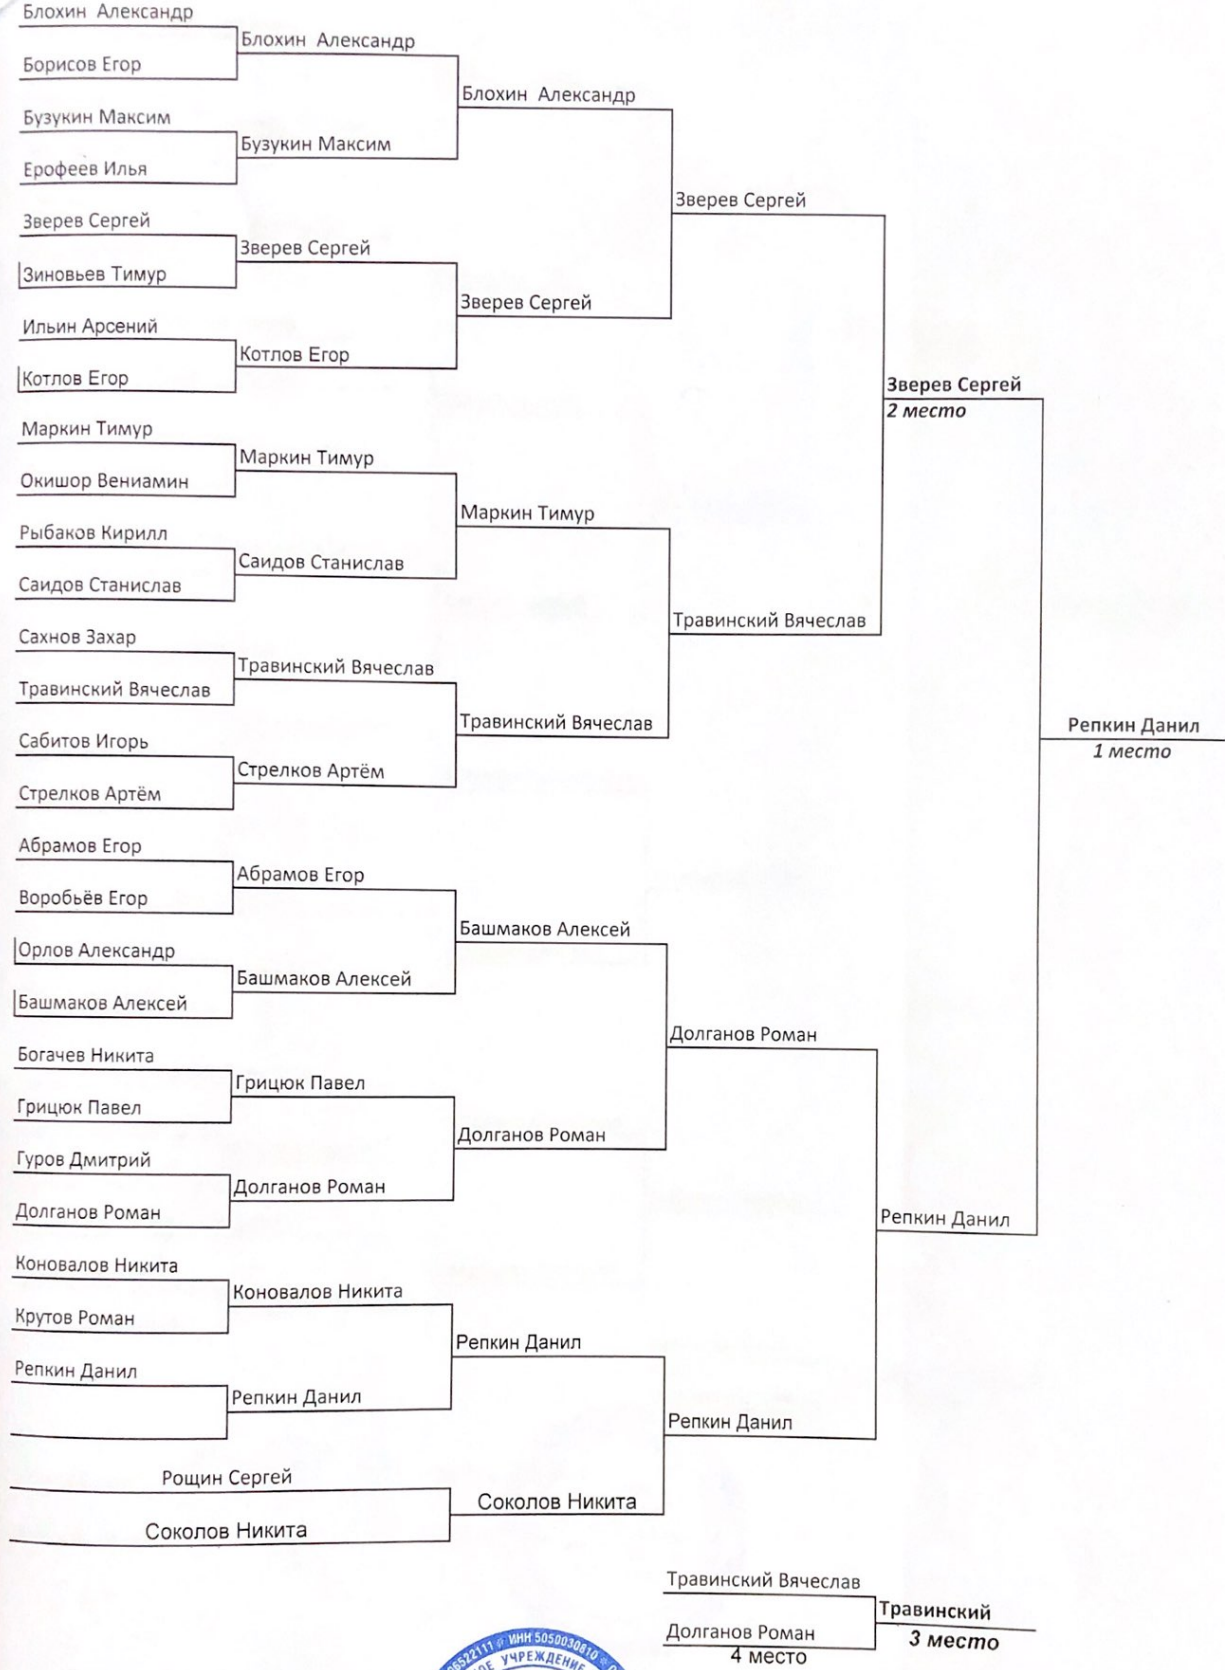 Блохин Александр
Борисов Егор
Бузукин Максим
Ерофеев Илья
Зверев Сергей
Зиновьев Тимур
Ильин Арсений
Котлов Егор
Маркин Тимур
Окишор Вениамин
Рыбаков Кирилл
Саидов Станислав
Сахнов Захар
Травинский Вячеслав
Сабитов Игорь
Стрелков Артём
Абрамов Егор
Воробьёв Егор
Орлов Александр
Башмаков Алексей
Богачев Никита
Грицюк Павел
Гуров Дмитрий
Долганов Роман
Коновалов Никита
Крутов Роман
Репкин Данил
Рощин Сергей
Соколов Никита
Блохин Александр
Бузукин Максим
Зверев Сергей
Котлов Егор
Маркин Тимур
Саидов Станислав
Травинский Вячеслав
Стрелков Артём
Абрамов Егор
Башмаков Алексей
Грицюк Павел
Долганов Роман
Коновалов Никита
Репкин Данил
Блохин Александр
Зверев Сергей
Маркин Тимур
Травинский Вячеслав
Башмаков Алексей
Долганов Роман
Репкин Данил
Соколов Никита
Зверев Сергей
Травинский Вячеслав
Долганов Роман
Репкин Данил
Зверев Сергей
2 место
Репкин Данил
Репкин Данил
1 место
Травинский Вячеслав
Долганов Роман
4 место
Травинский
3 место
ИНН 5050030810
УЧРЕЖДЕНИЕ